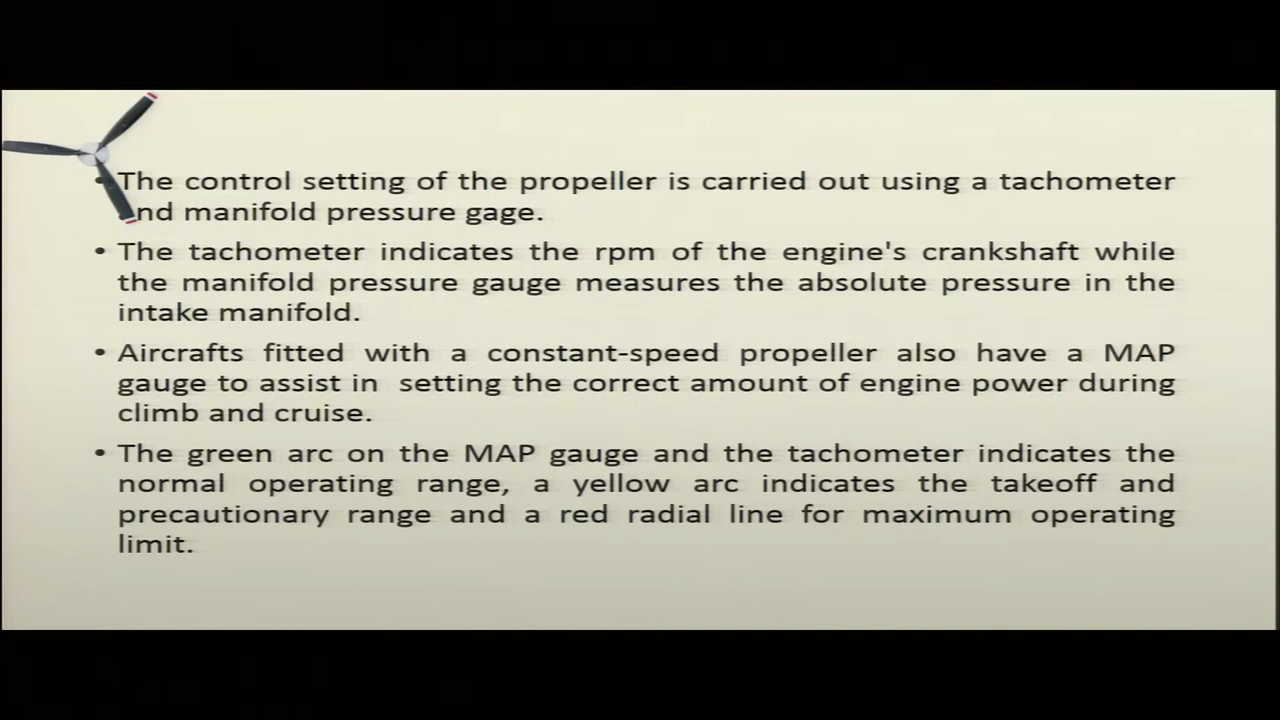 • The control setting of the propeller is carried out using a tachometer
nd manifold pressure gage.
• The tachometer indicates the rpm of the engine's crankshaft while
the manifold pressure gauge measures the absolute pressure in the
intake manifold.
• Aircrafts fitted with a constant-speed propeller also have a MAP
gauge to assist in setting the correct amount of engine power during
climb and cruise.
• The green arc on the MAP gauge and the tachometer indicates the
normal operating range, a yellow arc indicates the takeoff and
precautionary range and a red radial line for maximum operating
limit.